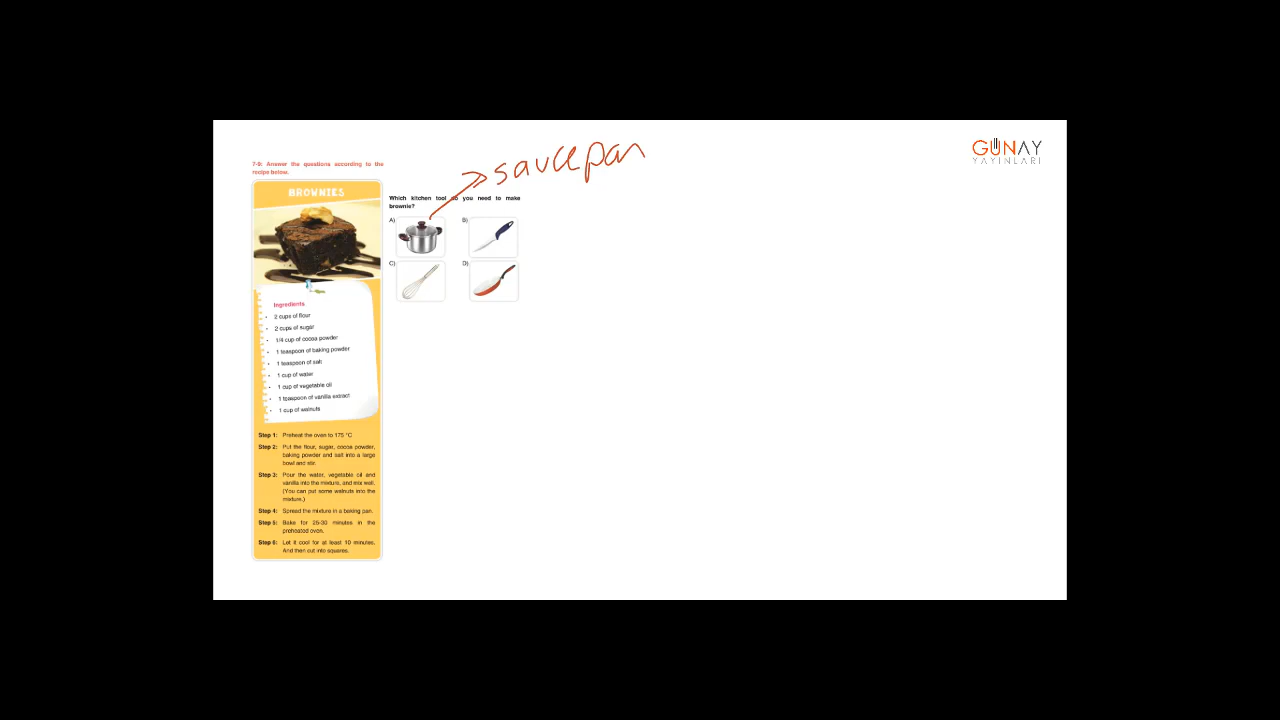 GÜNAY
YAYINLARI
saucepan
7-9: Answer the questions according to the
recipe below.
BROWNIES
Which kitchen tool do you need to make
brownie?
A)
B)
C)
D)
Ingredients
• 2 cups of flour
• 2 cups of sugar
• 1/4 cup of cocoa powder
• 1 teaspoon of baking powder
• 1 teaspoon of salt
• 1 cup of water
• 1 cup of vegetable oil
• 1 teaspoon of vanilla extract
• 1 cup of walnuts
Step 1: Preheat the oven to 175 °C
Step 2: Put the flour, sugar, cocoa powder,
baking powder and salt into a large
bowl and stir.
Step 3: Pour the water, vegetable oil and
vanilla into the mixture, and mix well.
(You can put some walnuts into the
mixture.)
Step 4: Spread the mixture in a baking pan.
Step 5: Bake for 25-30 minutes in the
preheated oven.
Step 6: Let it cool for at least 10 minutes.
And then cut into squares.